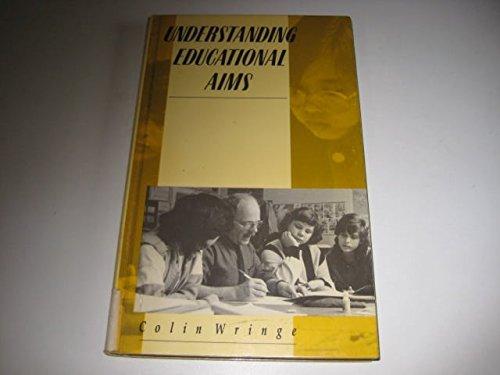 UNDERSTANDING
EDUCATIONAL
AIMS
Colin Wringe